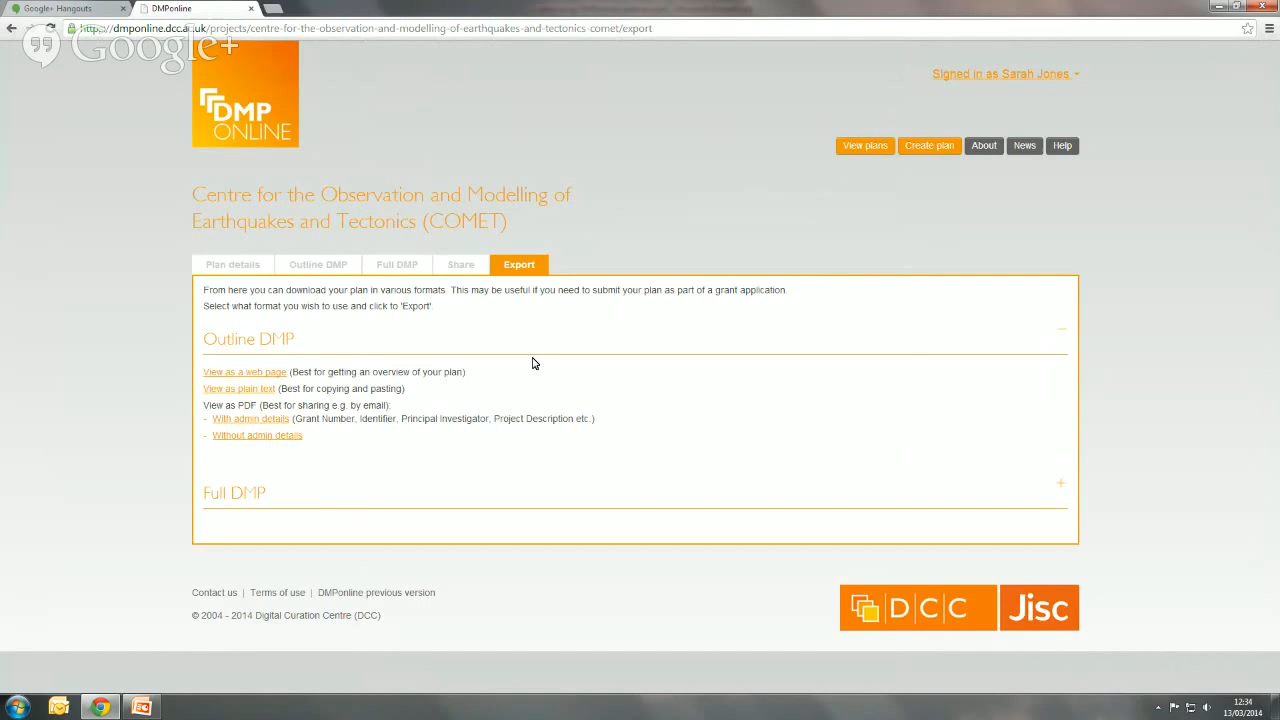 Google+ Hangouts
DMPonline
https://dmponline.dcc.ac.uk/projects/centre-for-the-observation-and-modelling-of-earthquakes-and-tectonics-comet/export
Google+
DMP
ONLINE
Signed in as Sarah Jones
View plans
Create plan
About
News
Help
Centre for the Observation and Modelling of
Earthquakes and Tectonics (COMET)
Plan details
Outline DMP
Full DMP
Share
Export
From here you can download your plan in various formats. This may be useful if you need to submit your plan as part of a grant application.
Select what format you wish to use and click to 'Export'.
Outline DMP
View as a web page (Best for getting an overview of your plan)
View as plain text (Best for copying and pasting)
View as PDF (Best for sharing e.g. by email):
- With admin details (Grant Number, Identifier, Principal Investigator, Project Description etc.)
- Without admin details
Full DMP
Contact us | Terms of use | DMPonline previous version
© 2004 - 2014 Digital Curation Centre (DCC)
DCC
Jisc
12:34
13/03/2014